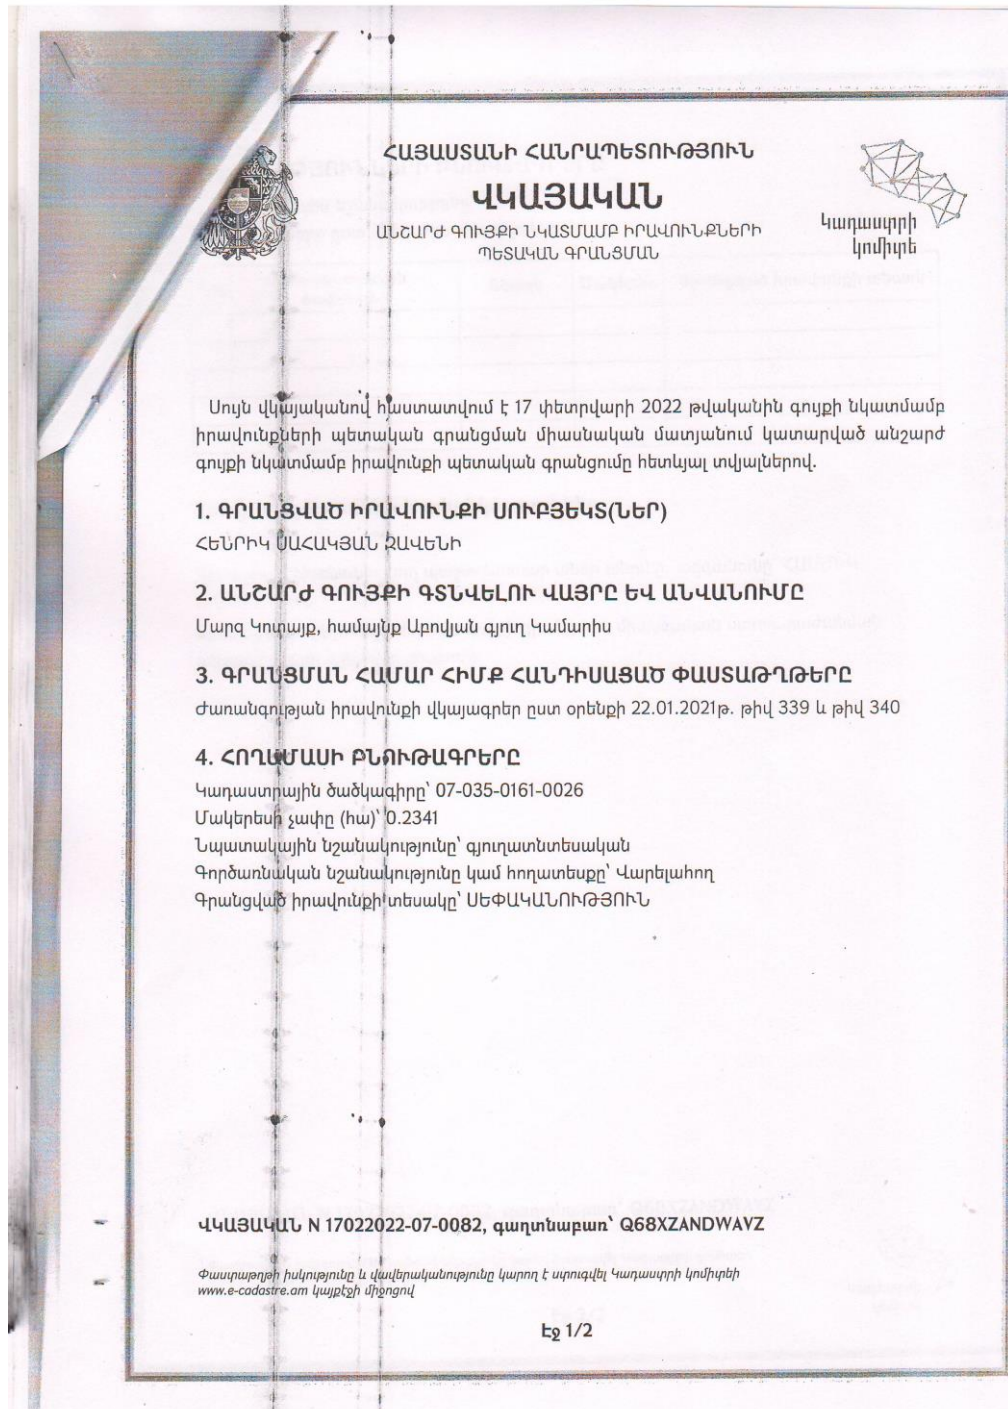 ՀԱՅԱՍՏԱՆԻ ՀԱՆՐԱՊԵՏՈՒԹՅՈՒՆ
ՎԿԱՅԱԿԱՆ
ԱՆՇԱՐԺ ԳՈՒՅՔԻ ՆԿԱՏՄԱՄԲ ԻՐԱՎՈՒՆՔՆԵՐԻ
ՊԵՏԱԿԱՆ ԳՐԱՆՑՄԱՆ
Կադաստրի
կոմիտե
Սույն վկայականով հաստատվում է 17 փետրվարի 2022 թվականին գույքի նկատմամբ
իրավունքների պետական գրանցման միասնական մատյանում կատարված անշարժ
գույքի նկատմամբ իրավունքի պետական գրանցումը հետևյալ տվյալներով.
1. ԳՐԱՆՑՎԱԾ ԻՐԱՎՈՒՆՔԻ ՍՈՒԲՅԵԿՏ(ՆԵՐ)
ՀԵՆՐԻԿ ՍԱՀԱԿՅԱՆ ԶԱՎԵՆԻ
2. ԱՆՇԱՐԺ ԳՈՒՅՔԻ ԳՏՆՎԵԼՈՒ ՎԱՅՐԸ ԵՎ ԱՆՎԱՆՈՒՄԸ
Մարզ Կոտայք, համայնք Աբովյան գյուղ Կամարիս
3. ԳՐԱՆՑՄԱՆ ՀԱՄԱՐ ՀԻՄՔ ՀԱՆԴԻՍԱՑԱԾ ՓԱՍՏԱԹՂԹԵՐԸ
Ժառանգության իրավունքի վկայագրեր ըստ օրենքի 22.01.2021թ. թիվ 339 և թիվ 340
4. ՀՈՂԱՄԱՍԻ ԲՆՈՒԹԱԳՐԵՐԸ
Կադաստրային ծածկագիրը՝ 07-035-0161-0026
Մակերեսի չափը (հա)՝ 0.2341
Նպատակային նշանակությունը՝ գյուղատնտեսական
Գործառնական նշանակությունը կամ հողատեսքը՝ Վարելահող
Գրանցված իրավունքի տեսակը՝ ՍԵՓԱԿԱՆՈՒԹՅՈՒՆ
ՎԿԱՅԱԿԱՆ N 17022022-07-0082, գաղտնաբառ՝ Q68XZANDWAVZ
Փաստաթղթի իսկությունը և վավերականությունը կարող է ստուգվել Կադաստրի կոմիտեի
www.e-cadastre.am կայքէջի միջոցով
Էջ 1/2